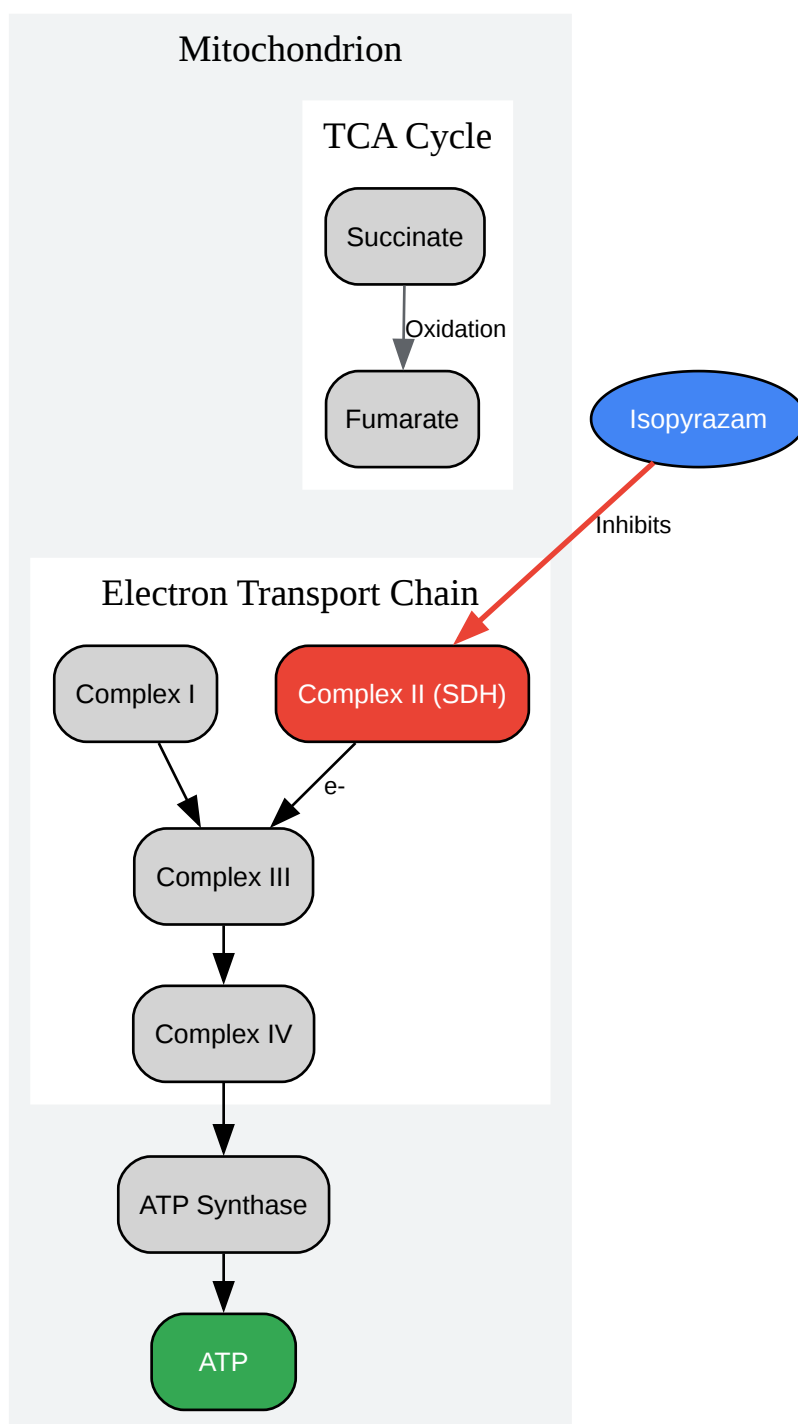 Mitochondrion
TCA Cycle
Succinate
Oxidation
Fumarate
Isopyrazam
Inhibits
Electron Transport Chain
Complex I
Complex II (SDH)
e-
Complex III
Complex IV
ATP Synthase
ATP